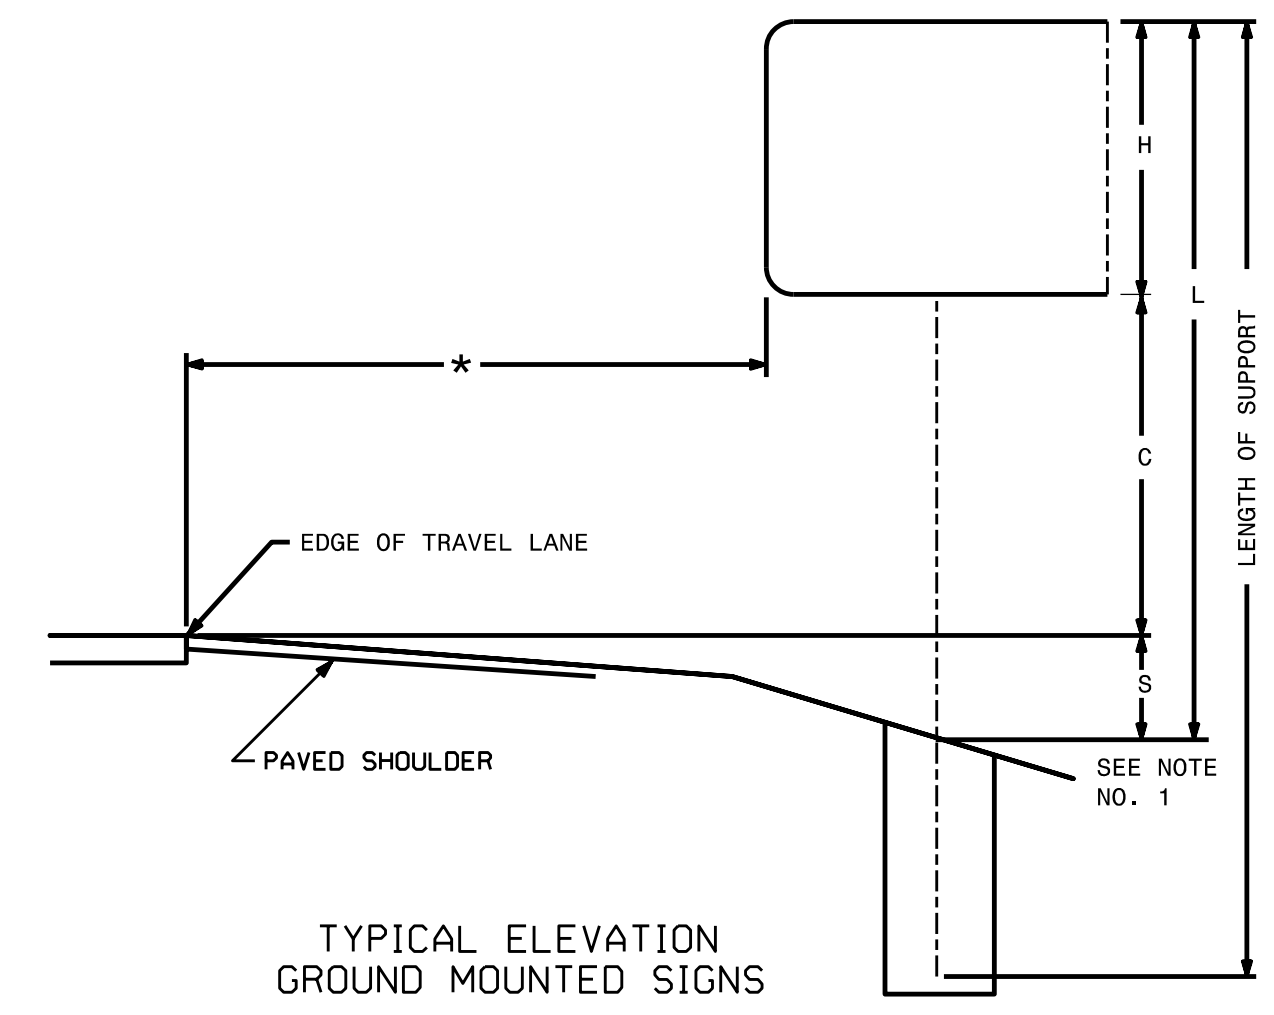 H
L
LENGTH OF SUPPORT
*
C
EDGE OF TRAVEL LANE
S
PAVED SHOULDER
SEE NOTE
NO. 1
TYPICAL ELEVATION
GROUND MOUNTED SIGNS